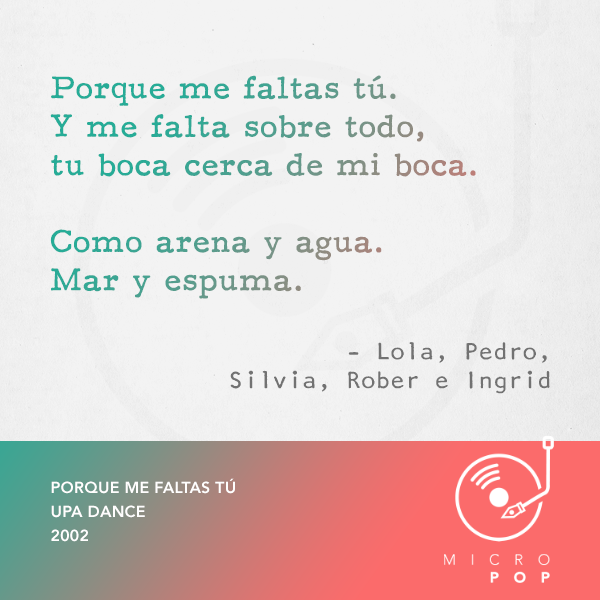 Porque me faltas tú.
Y me falta sobre todo,
tu boca cerca de mi boca.
Como arena y agua.
Mar y espuma.
– Lola, Pedro,
Silvia, Rober e Ingrid
PORQUE ME FALTAS TÚ
UPA DANCE
2002
MICRO
POP